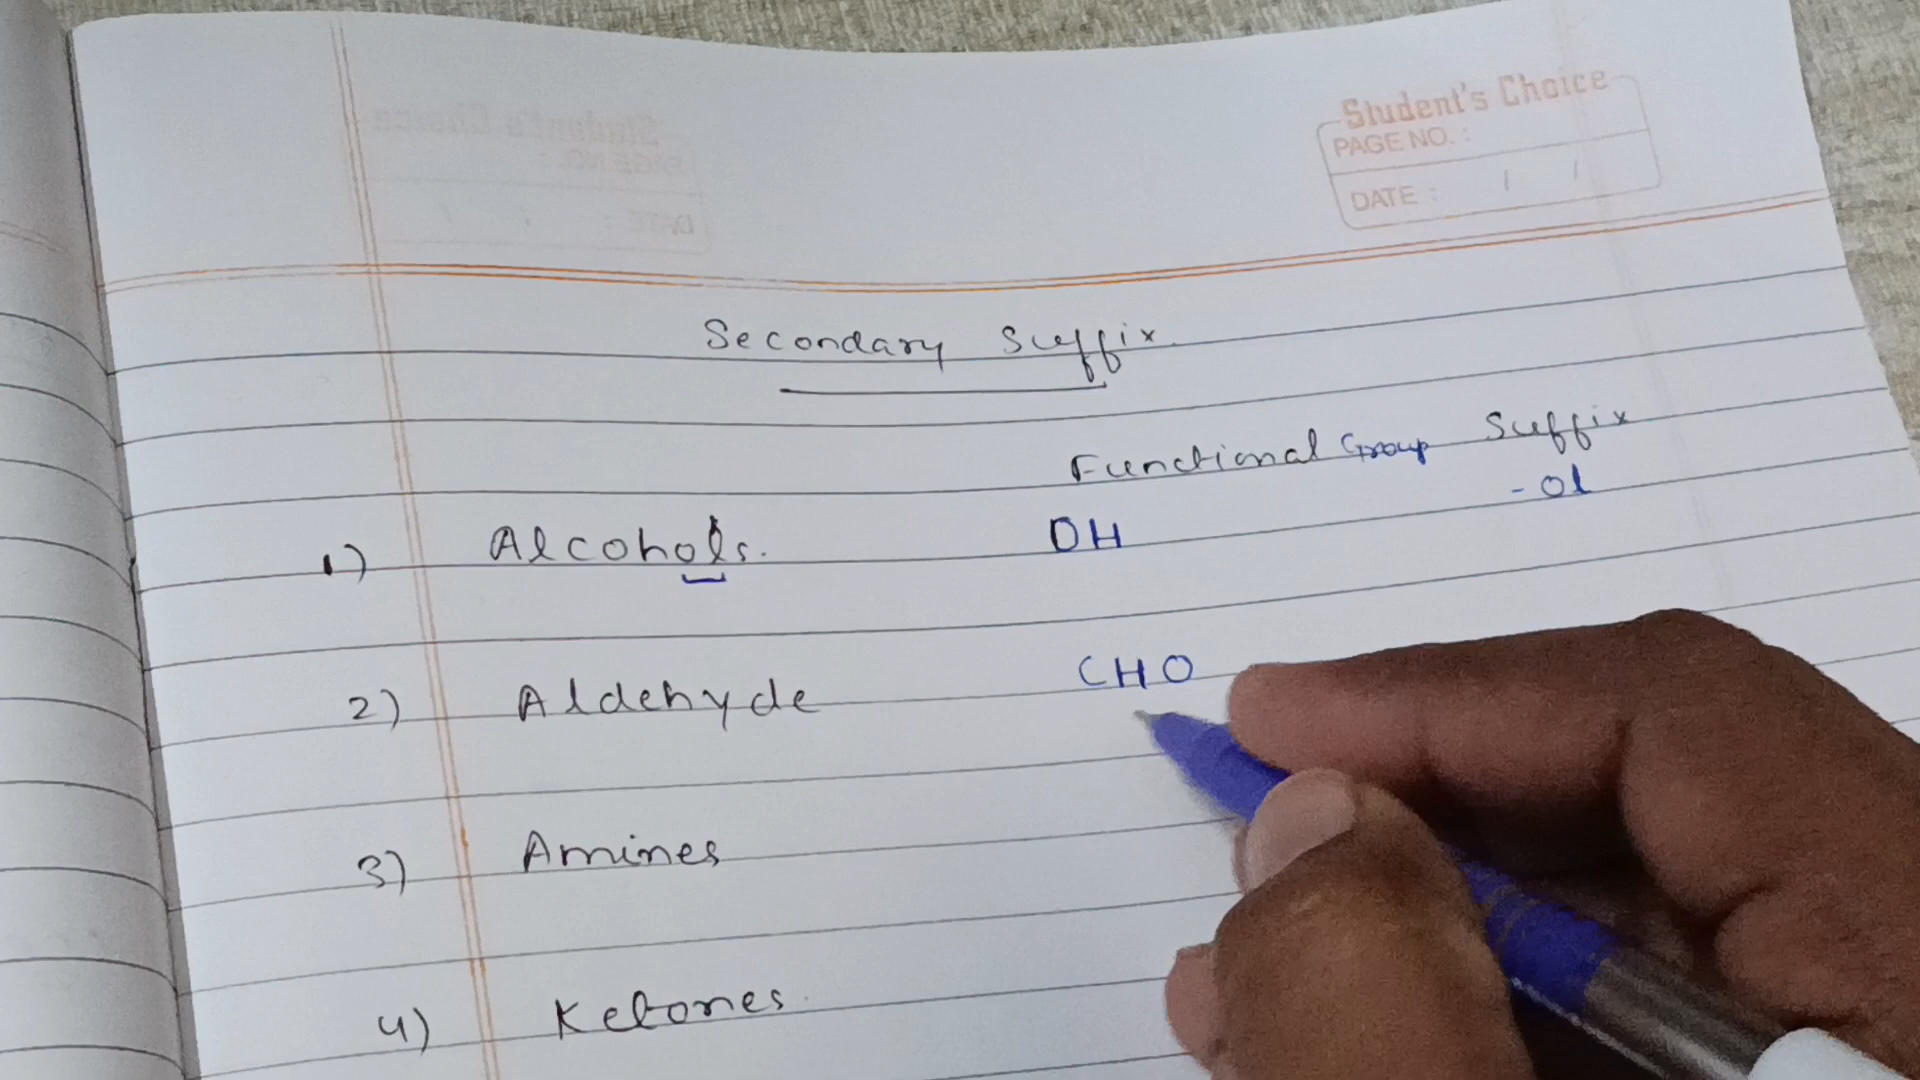 Student's Choice
PAGE NO. :
DATE : / /
Secondary Suffix
Functional Group Suffix
1) Alcohols. OH - Ol
2) Aldehyde CHO
3) Amines
4) Ketones.